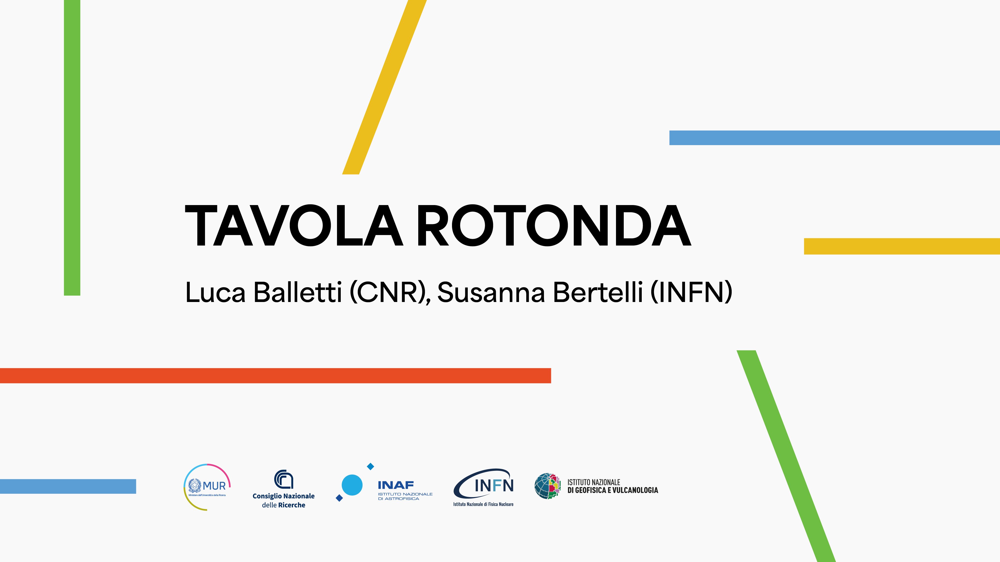 TAVOLA ROTONDA
Luca Balletti (CNR), Susanna Bertelli (INFN)
MUR
Ministero dell'Università e della Ricerca
Consiglio Nazionale
delle Ricerche
INAF
ISTITUTO NAZIONALE
DI ASTROFISICA
INFN
Istituto Nazionale di Fisica Nucleare
ISTITUTO NAZIONALE
DI GEOFISICA E VULCANOLOGIA